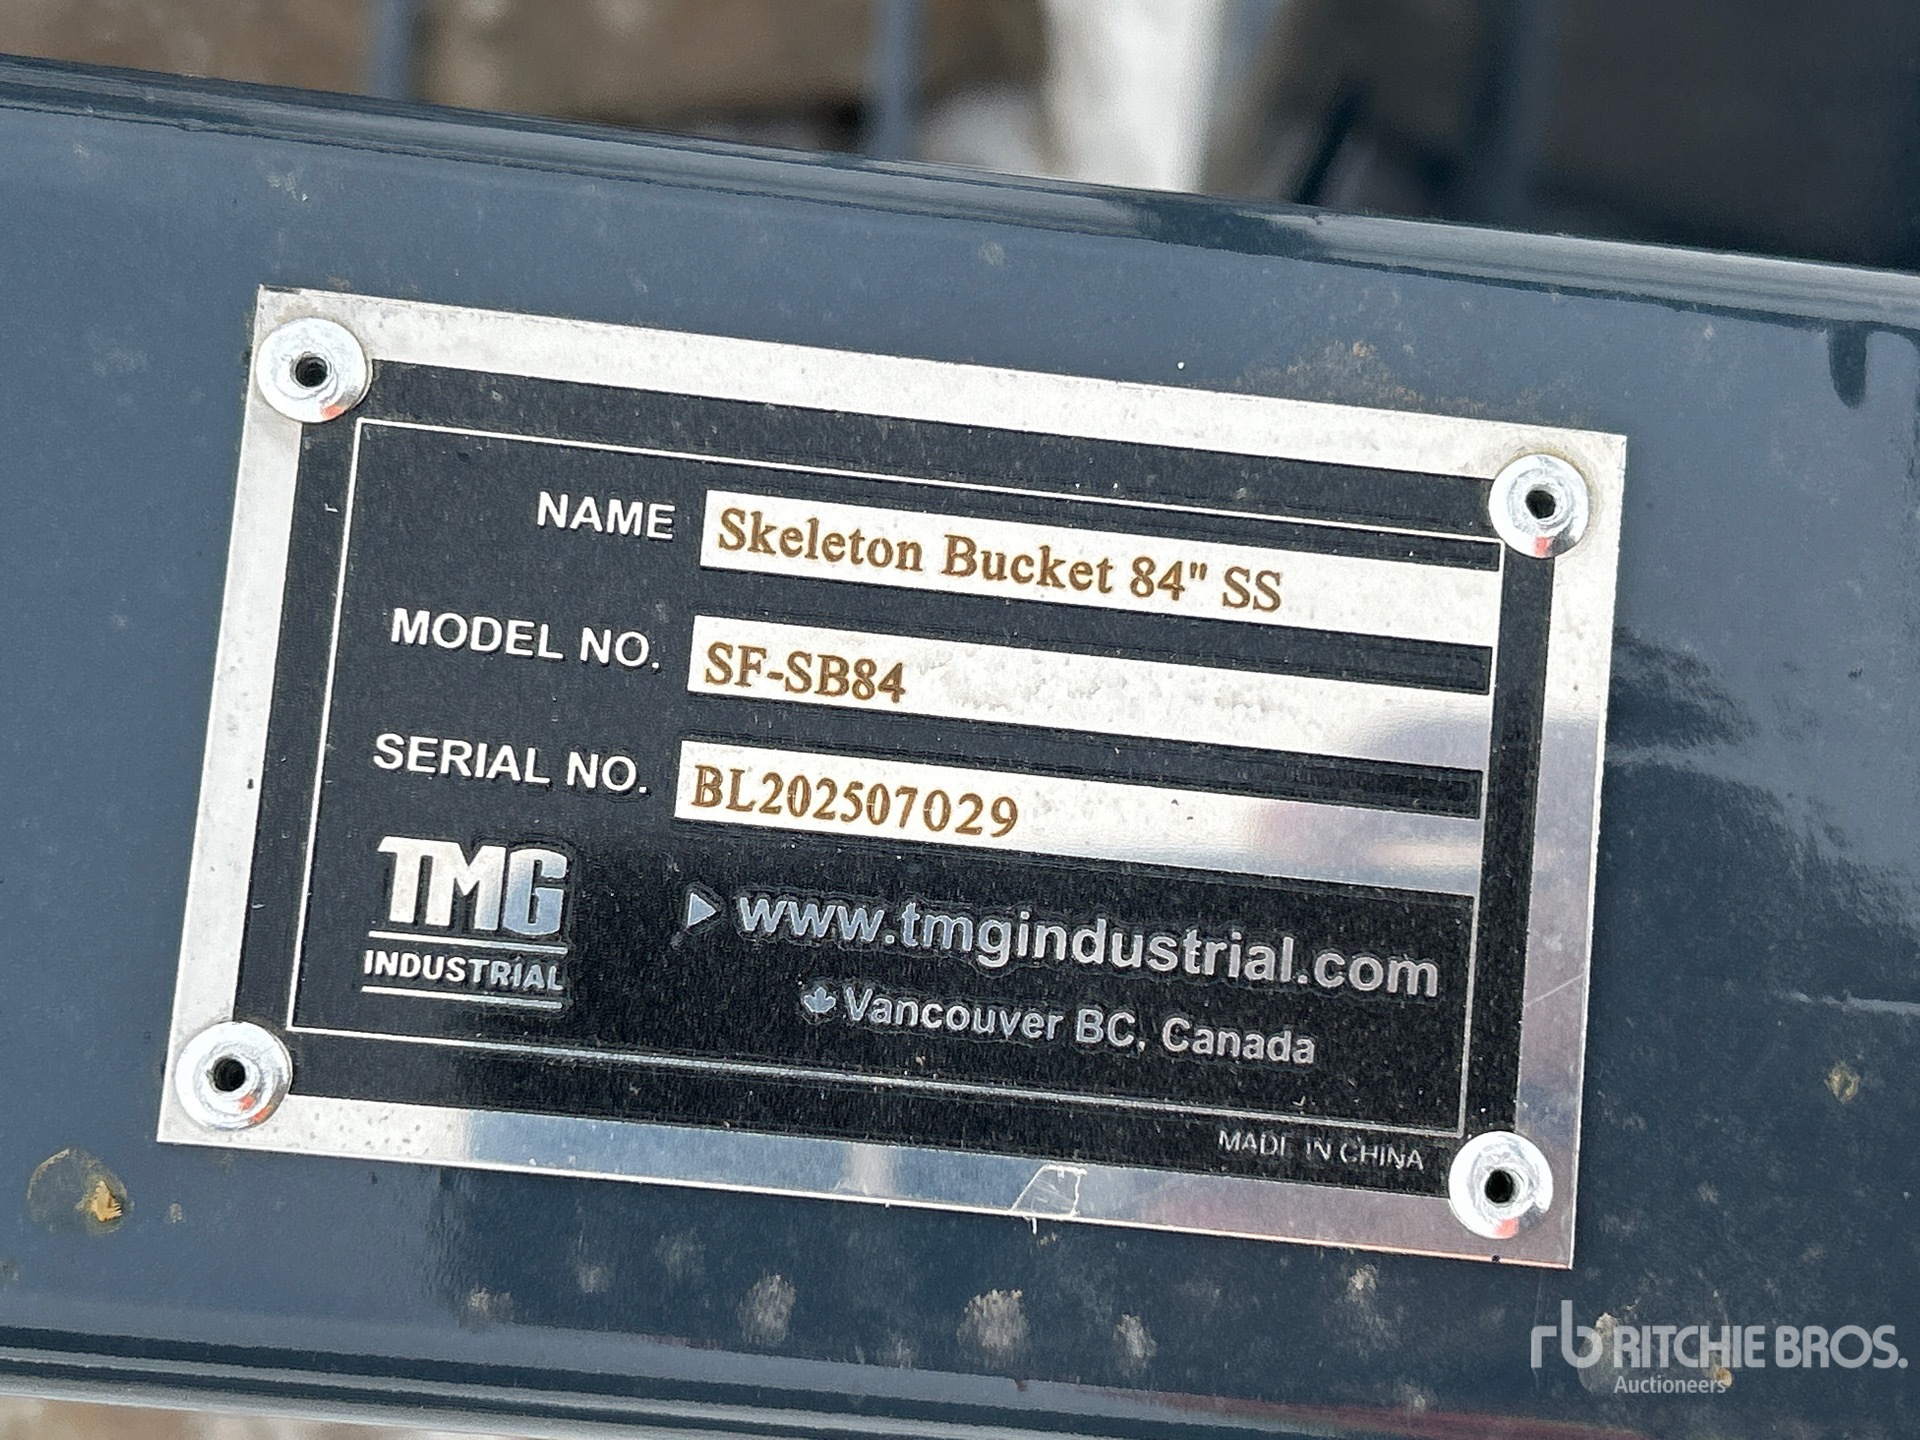 NAME Skeleton Bucket 84" SS
MODEL NO. SF-SB84
SERIAL NO. BL202507029
TMG
INDUSTRIAL
www.tmgindustrial.com
Vancouver BC, Canada
MADE IN CHINA
rb RITCHIE BROS.
Auctioneers